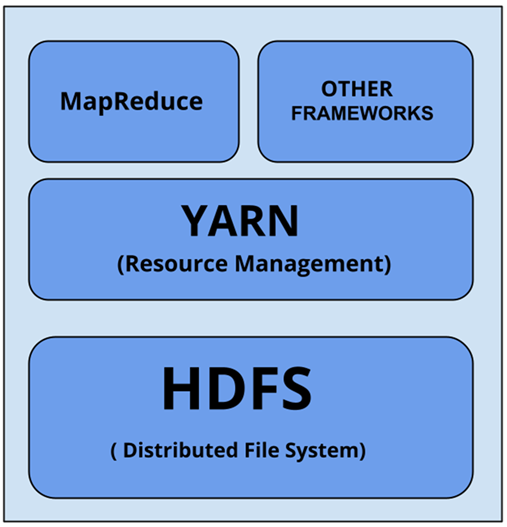 MapReduce
OTHER
FRAMEWORKS
YARN
(Resource Management)
HDFS
( Distributed File System)